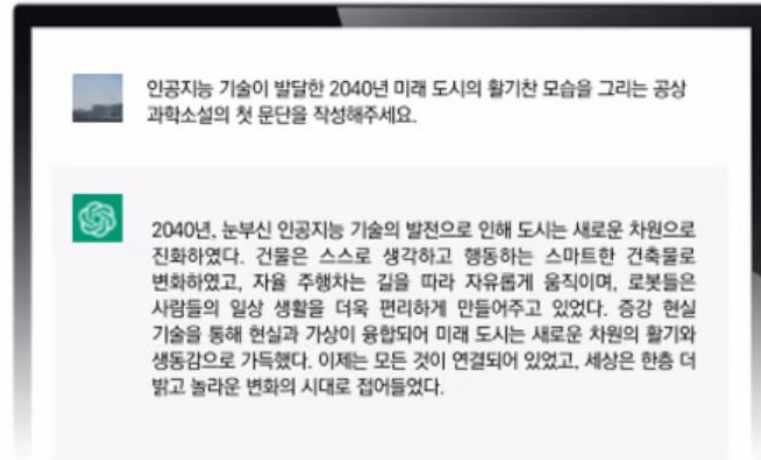 인공지능 기술이 발달한 2040년 미래 도시의 활기찬 모습을 그리는 공상
과학소설의 첫 문단을 작성해주세요.
2040년, 눈부신 인공지능 기술의 발전으로 인해 도시는 새로운 차원으로
진화하였다. 건물은 스스로 생각하고 행동하는 스마트한 건축물로
변화하였고, 자율 주행차는 길을 따라 자유롭게 움직이며, 로봇들은
사람들의 일상 생활을 더욱 편리하게 만들어주고 있었다. 증강 현실
기술을 통해 현실과 가상이 융합되어 미래 도시는 새로운 차원의 활기와
생동감으로 가득했다. 이제는 모든 것이 연결되어 있었고, 세상은 한층 더
밝고 놀라운 변화의 시대로 접어들었다.